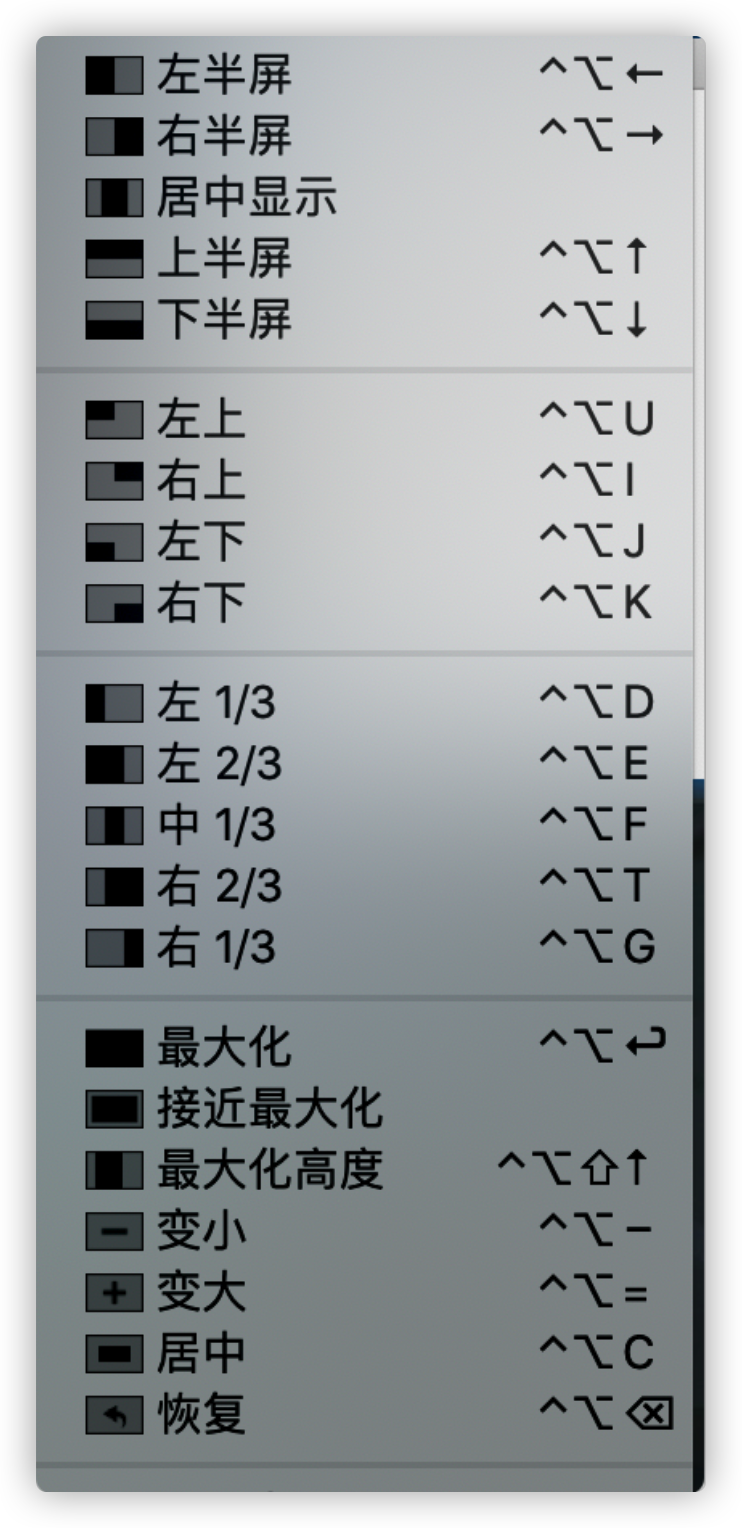 左半屏 ^⌥←
右半屏 ^⌥→
居中显示
上半屏 ^⌥↑
下半屏 ^⌥↓
左上 ^⌥U
右上 ^⌥I
左下 ^⌥J
右下 ^⌥K
左 1/3 ^⌥D
左 2/3 ^⌥E
中 1/3 ^⌥F
右 2/3 ^⌥T
右 1/3 ^⌥G
最大化 ^⌥↩
接近最大化
最大化高度 ^⌥⇧↑
变小 ^⌥-
变大 ^⌥=
居中 ^⌥C
恢复 ^⌥⌫